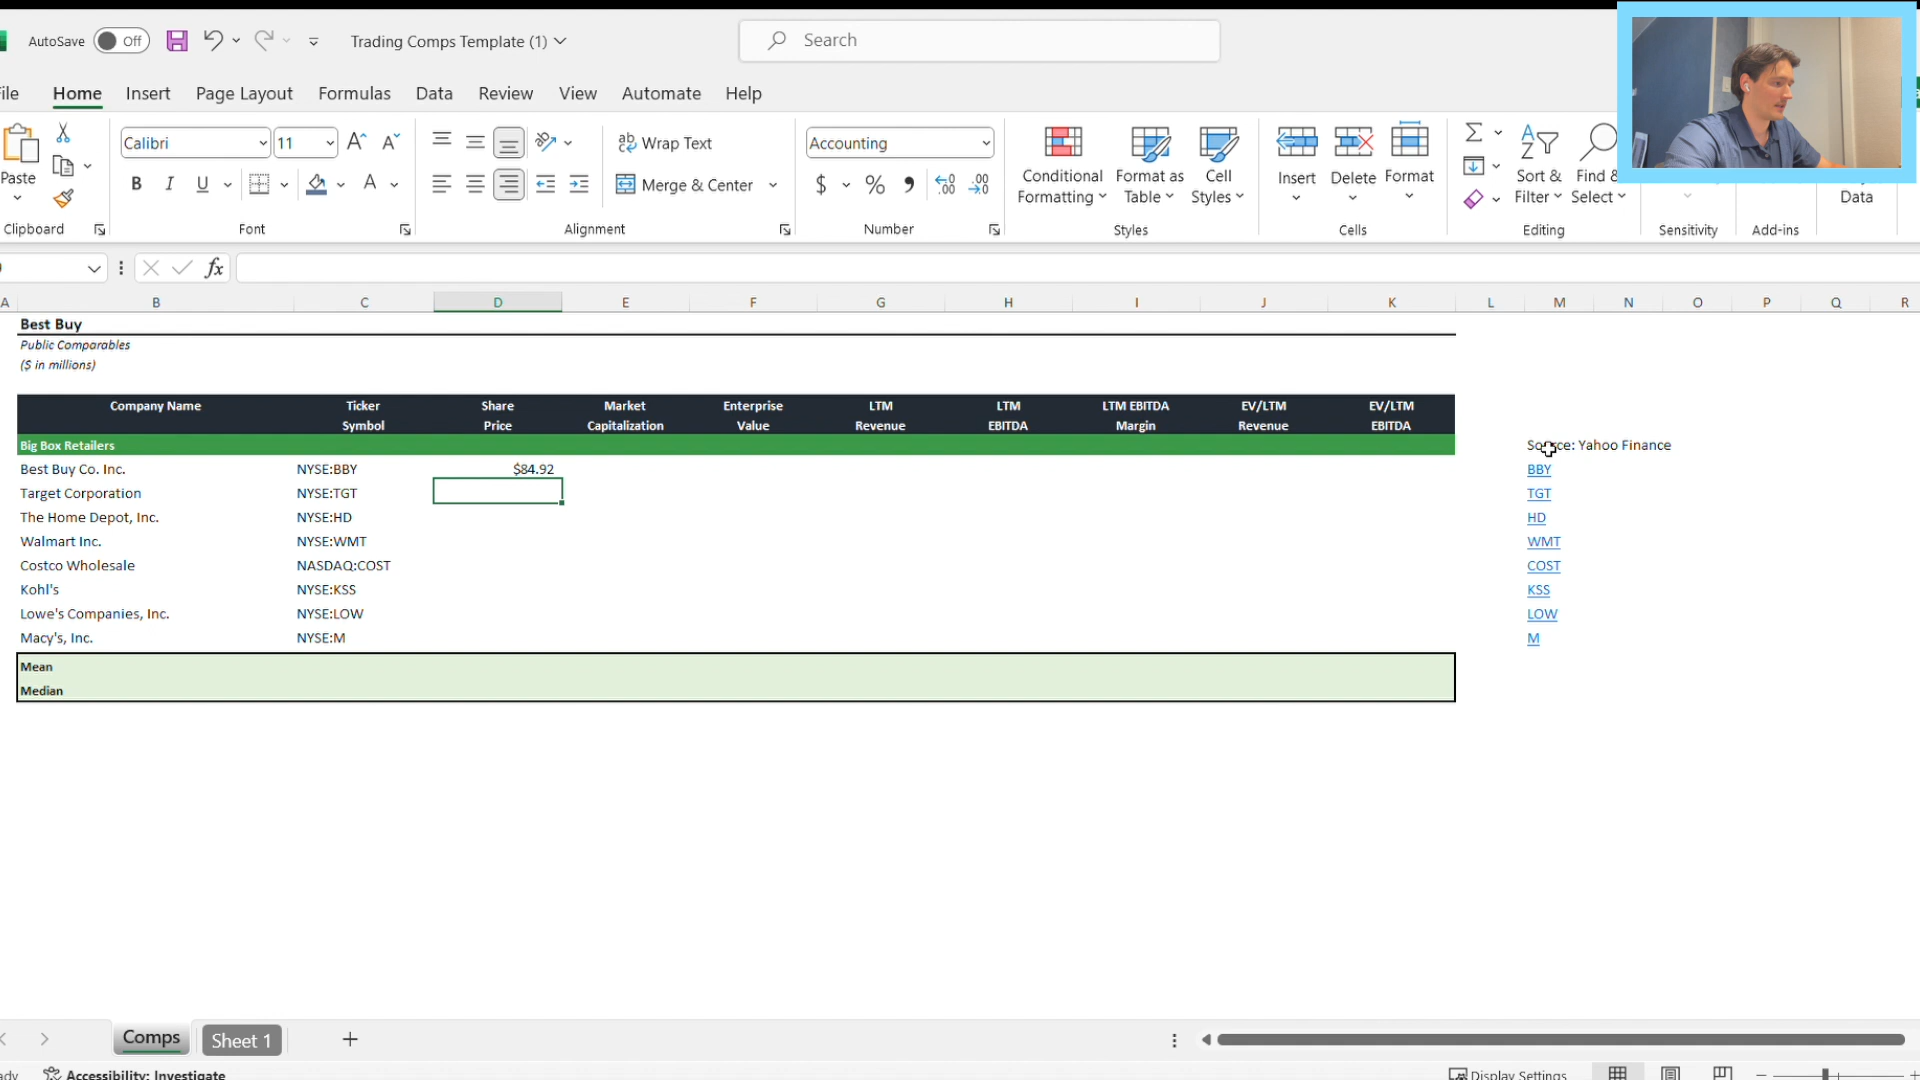 AutoSave Off Trading Comps Template (1) Search
ile Home Insert Page Layout Formulas Data Review View Automate Help
Calibri 11 Wrap Text Accounting
Paste B I U A Merge & Center $ % Conditional Formatting Format as Table Cell Styles Insert Delete Format Sort & Filter Find & Select Data
Clipboard Font Alignment Number Styles Cells Editing Sensitivity Add-ins
fx
A B C D E F G H I J K L M N O P Q R
Best Buy
Public Comparables
($ in millions)
Company Name Ticker Share Market Enterprise LTM LTM LTM EBITDA EV/LTM EV/LTM
Symbol Price Capitalization Value Revenue EBITDA Margin Revenue EBITDA
Big Box Retailers Source: Yahoo Finance
Best Buy Co. Inc. NYSE:BBY $84.92 BBY
Target Corporation NYSE:TGT TGT
The Home Depot, Inc. NYSE:HD HD
Walmart Inc. NYSE:WMT WMT
Costco Wholesale NASDAQ:COST COST
Kohl's NYSE:KSS KSS
Lowe's Companies, Inc. NYSE:LOW LOW
Macy's, Inc. NYSE:M M
Mean
Median
Comps Sheet 1
ady Accessibility: Investigate Display Settings